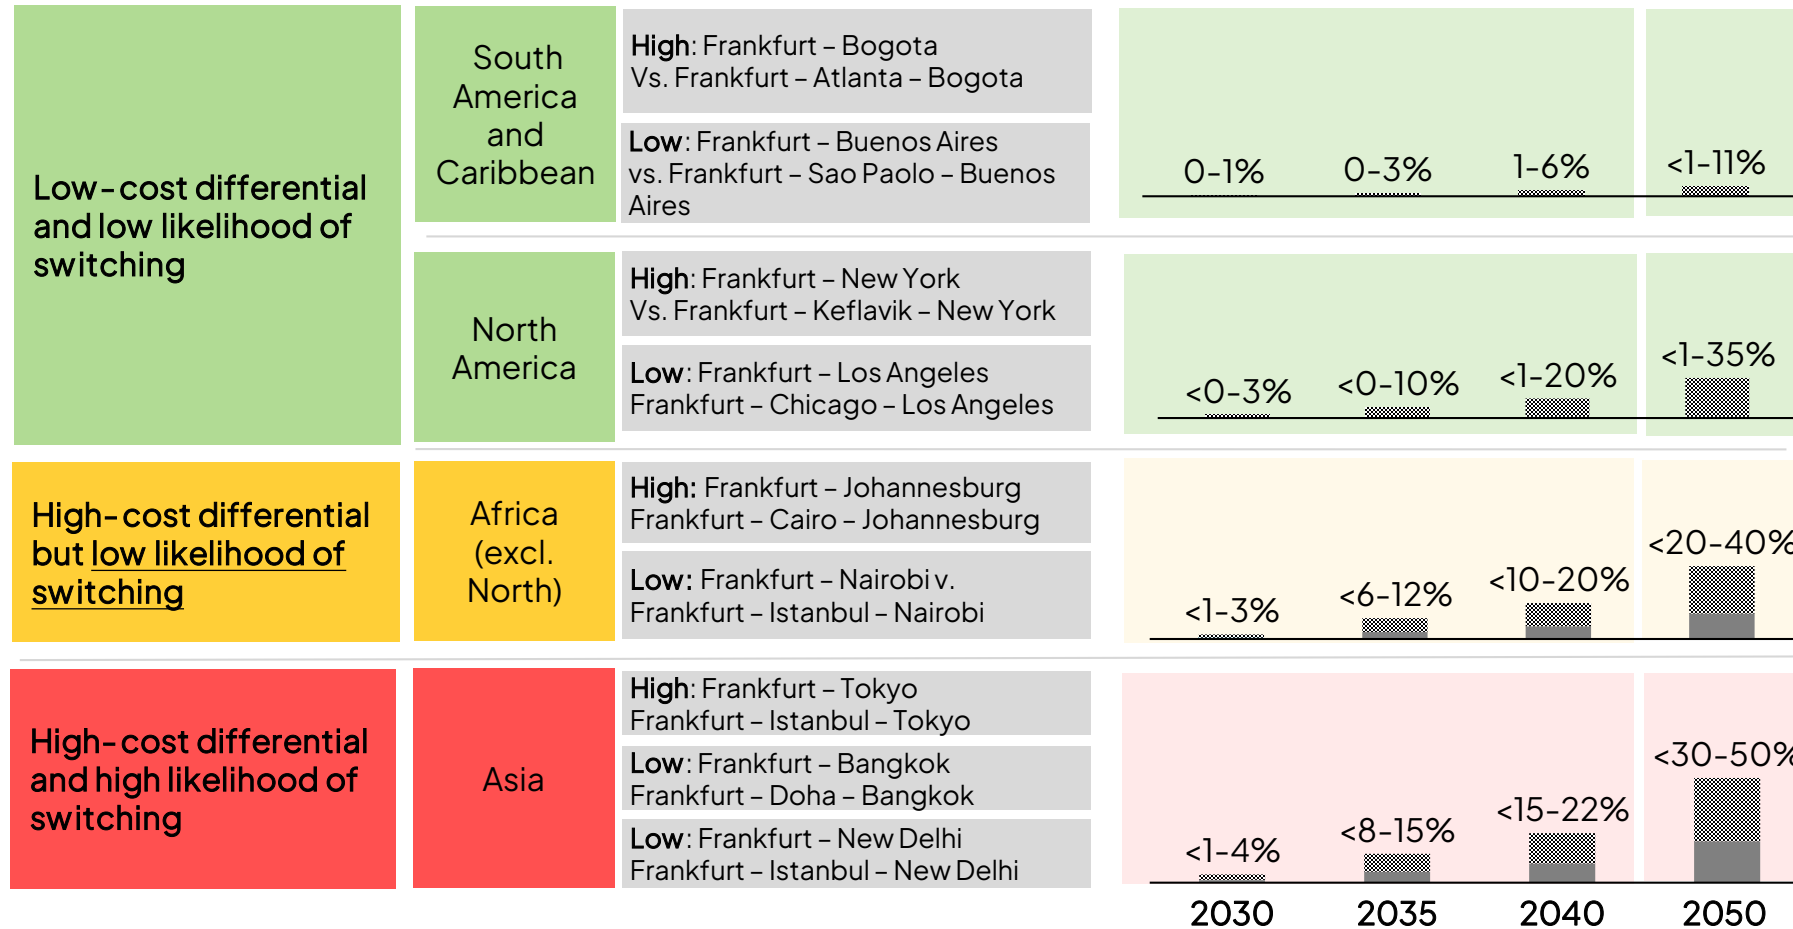 Low-cost differential
and low likelihood of
switching
South
America
and
Caribbean
High: Frankfurt – Bogota
Vs. Frankfurt – Atlanta – Bogota
Low: Frankfurt – Buenos Aires
vs. Frankfurt – Sao Paolo – Buenos
Aires
0-1%
0-3%
1-6%
<1-11%
North
America
High: Frankfurt – New York
Vs. Frankfurt – Keflavik – New York
Low: Frankfurt – Los Angeles
Frankfurt – Chicago – Los Angeles
<0-3%
<0-10%
<1-20%
<1-35%
High-cost differential
but low likelihood of
switching
Africa
(excl.
North)
High: Frankfurt – Johannesburg
Frankfurt – Cairo – Johannesburg
Low: Frankfurt – Nairobi v.
Frankfurt – Istanbul – Nairobi
<1-3%
<6-12%
<10-20%
<20-40%
High-cost differential
and high likelihood of
switching
Asia
High: Frankfurt – Tokyo
Frankfurt – Istanbul – Tokyo
Low: Frankfurt – Bangkok
Frankfurt – Doha – Bangkok
Low: Frankfurt – New Delhi
Frankfurt – Istanbul – New Delhi
<1-4%
<8-15%
<15-22%
<30-50%
2030
2035
2040
2050